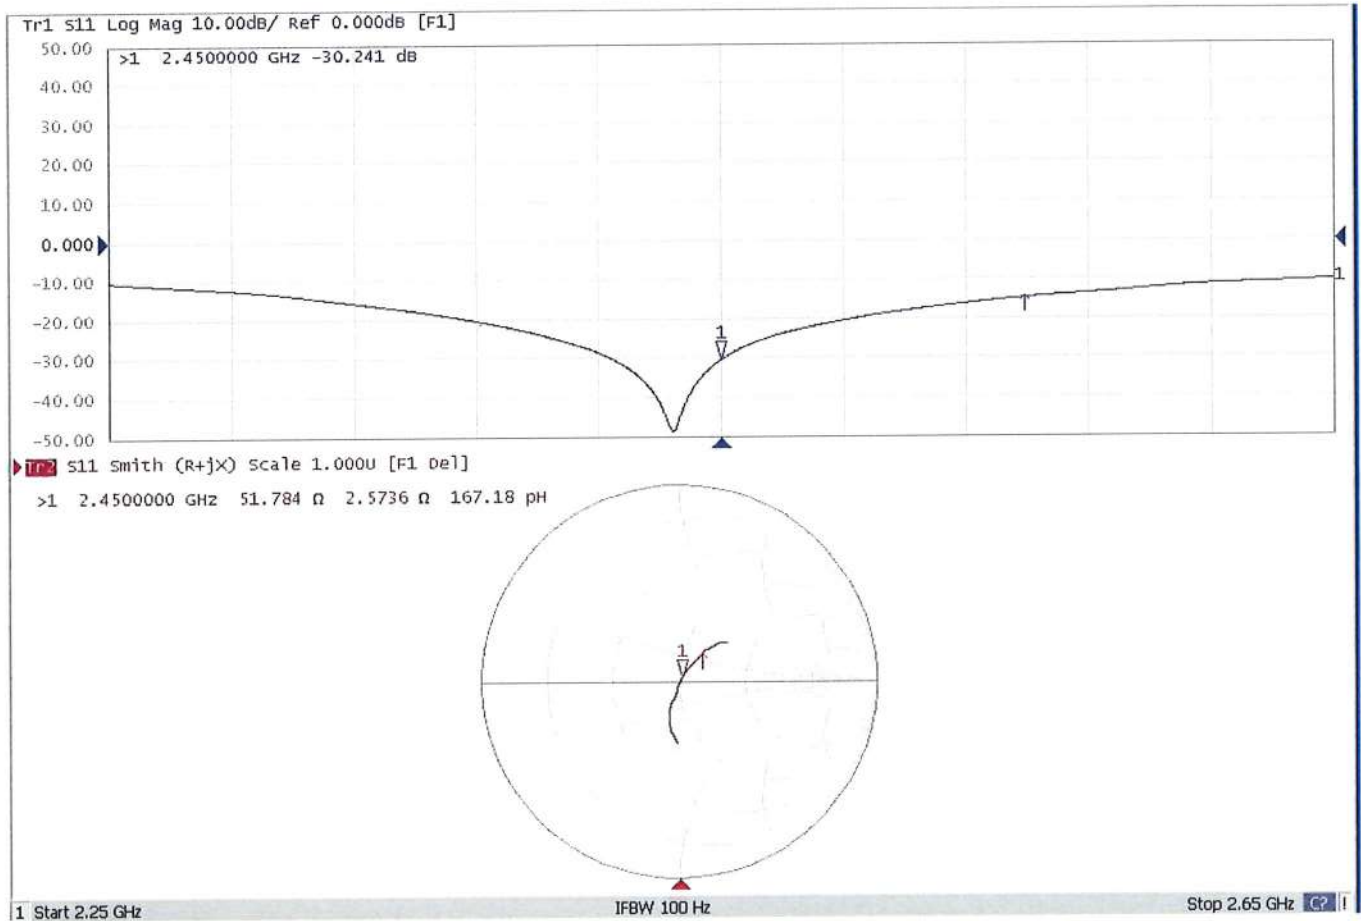 Tr1 S11 Log Mag 10.00dB/ Ref 0.000dB [F1]
50.00
>1 2.4500000 GHz -30.241 dB
40.00
30.00
20.00
10.00
0.000
-10.00
1
-20.00
1
-30.00
-40.00
-50.00
Tr2 S11 Smith (R+jX) Scale 1.000U [F1 Del]
>1 2.4500000 GHz 51.784 Ω 2.5736 Ω 167.18 pH
1
1 Start 2.25 GHz IFBW 100 Hz Stop 2.65 GHz C? !